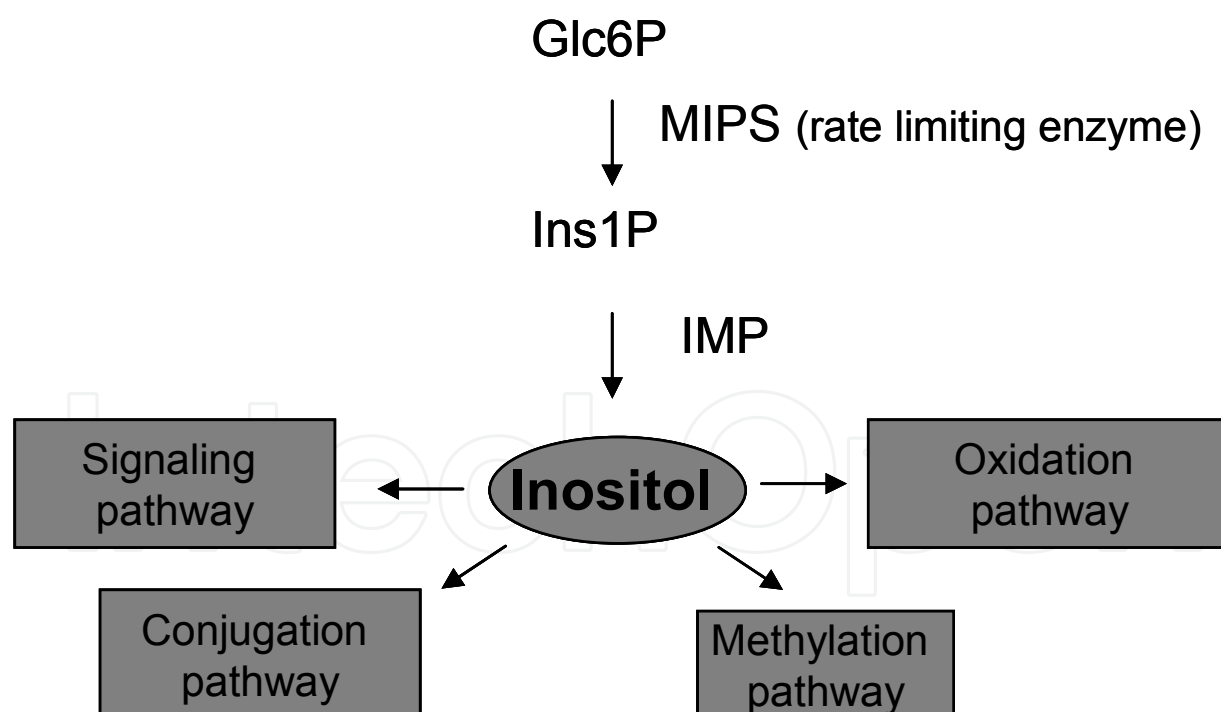 Glc6P
MIPS (rate limiting enzyme)
Ins1P
IMP
Signaling
pathway
Inositol
Oxidation
pathway
Conjugation
pathway
Methylation
pathway